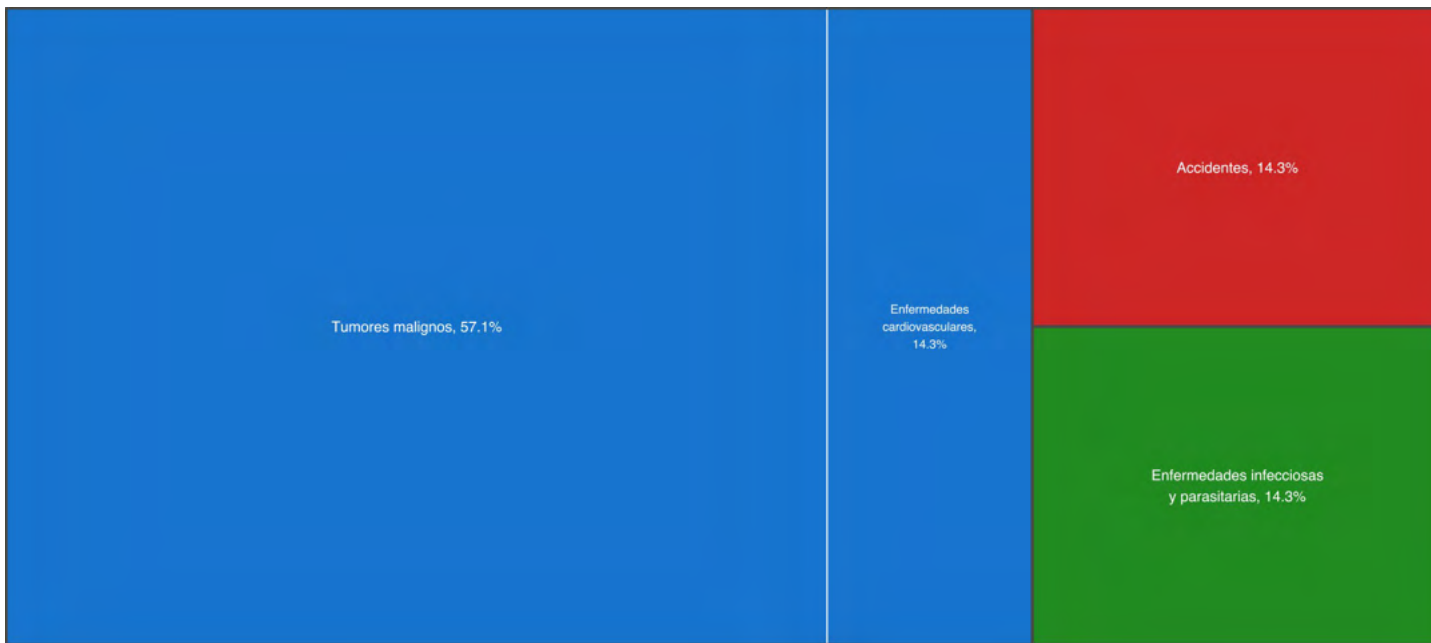 Tumores malignos, 57.1%
Enfermedades
cardiovasculares,
14.3%
Accidentes, 14.3%
Enfermedades infecciosas
y parasitarias, 14.3%